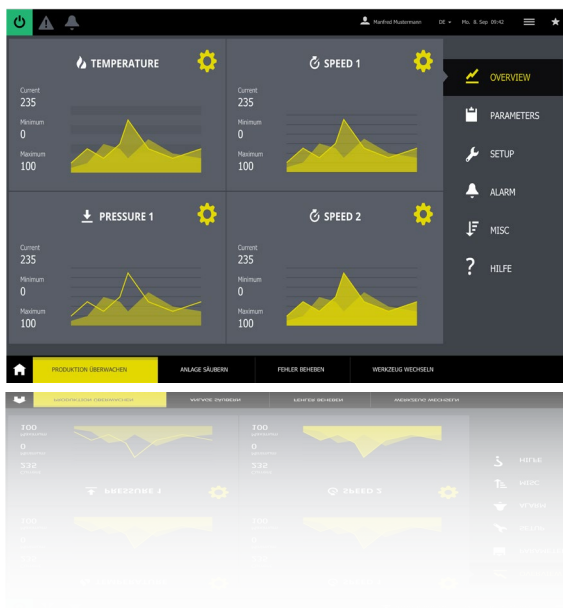 Manfred Mustermann
DE
Mo. 8. Sep 09:42
TEMPERATURE
Current
235
Minimum
0
Maximum
100
SPEED 1
Current
235
Minimum
0
Maximum
100
PRESSURE 1
Current
235
Minimum
0
Maximum
100
SPEED 2
Current
235
Minimum
0
Maximum
100
OVERVIEW
PARAMETERS
SETUP
ALARM
MISC
? HILFE
PRODUKTION ÜBERWACHEN
ANLAGE SÄUBERN
FEHLER BEHEBEN
WERKZEUG WECHSELN